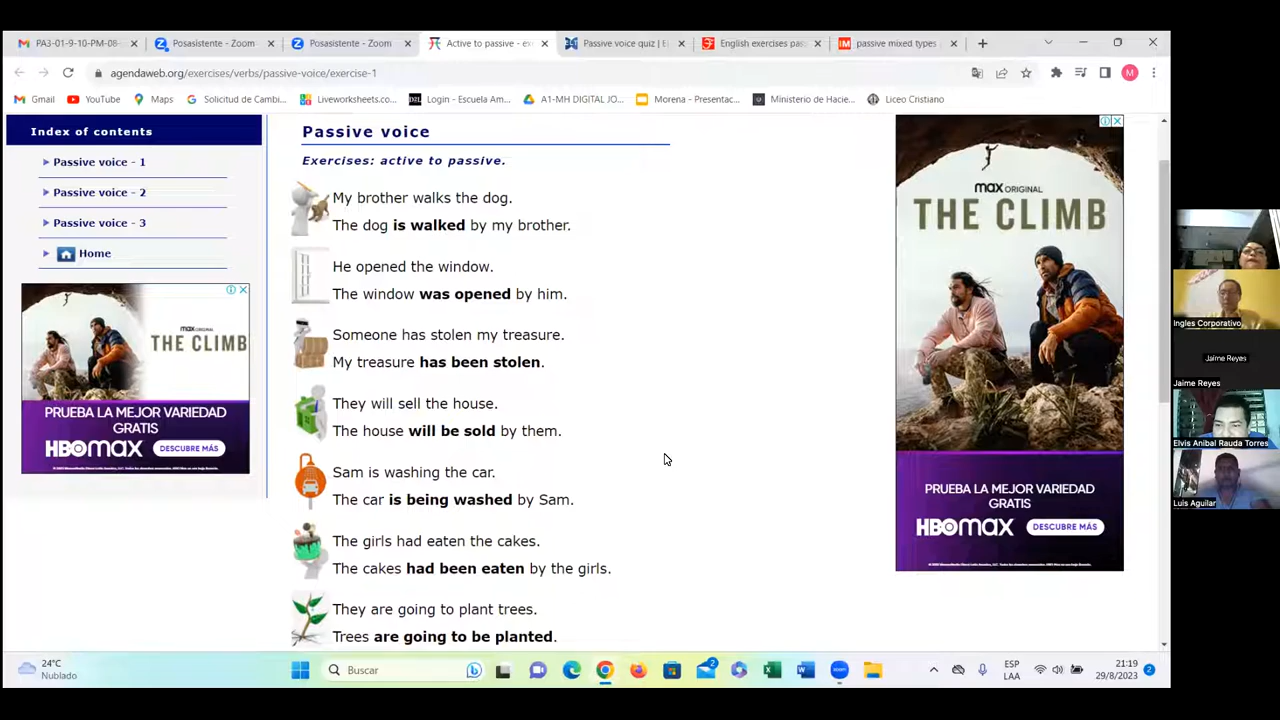 PA3-01-9-10-PM-08-
Posasistente - Zoom
Posasistente - Zoom
Active to passive - ex
Passive voice quiz | E
English exercises pas
passive mixed types
agendaweb.org/exercises/verbs/passive-voice/exercise-1
M
Gmail
YouTube
Maps
Solicitud de Cambi...
Liveworksheets.co...
Login - Escuela Am...
A1-MH DIGITAL JO...
Morena - Presentac...
Ministerio de Hacie...
Liceo Cristiano
Index of contents
Passive voice - 1
Passive voice - 2
Passive voice - 3
Home
max
THE CLIMB
PRUEBA LA MEJOR VARIEDAD
GRATIS
HBOMAX
DESCUBRE MÁS
Passive voice
Exercises: active to passive.
My brother walks the dog.
The dog is walked by my brother.
He opened the window.
The window was opened by him.
Someone has stolen my treasure.
My treasure has been stolen.
They will sell the house.
The house will be sold by them.
Sam is washing the car.
The car is being washed by Sam.
The girls had eaten the cakes.
The cakes had been eaten by the girls.
They are going to plant trees.
Trees are going to be planted.
max ORIGINAL
THE CLIMB
PRUEBA LA MEJOR VARIEDAD
GRATIS
HBOMAX
DESCUBRE MÁS
Ingles Corporativo
Jaime Reyes
Jaime Reyes
Elvis Anibal Rauda Torres
Luis Aguilar
24°C
Nublado
Buscar
2
ESP
LAA
21:19
29/8/2023
2